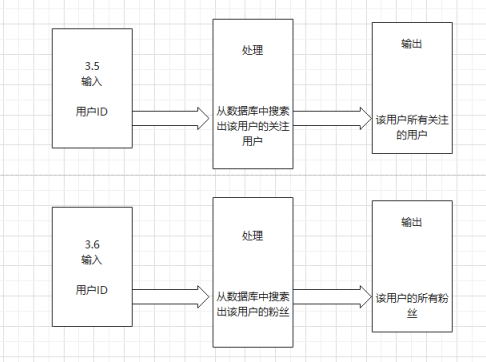 3.5
输入
用户ID
处理
从数据库中搜索
出该用户的关注
用户
输出
该用户所有关注
的用户
3.6
输入
用户ID
处理
从数据库中搜索
出该用户的粉丝
输出
该用户的所有粉
丝